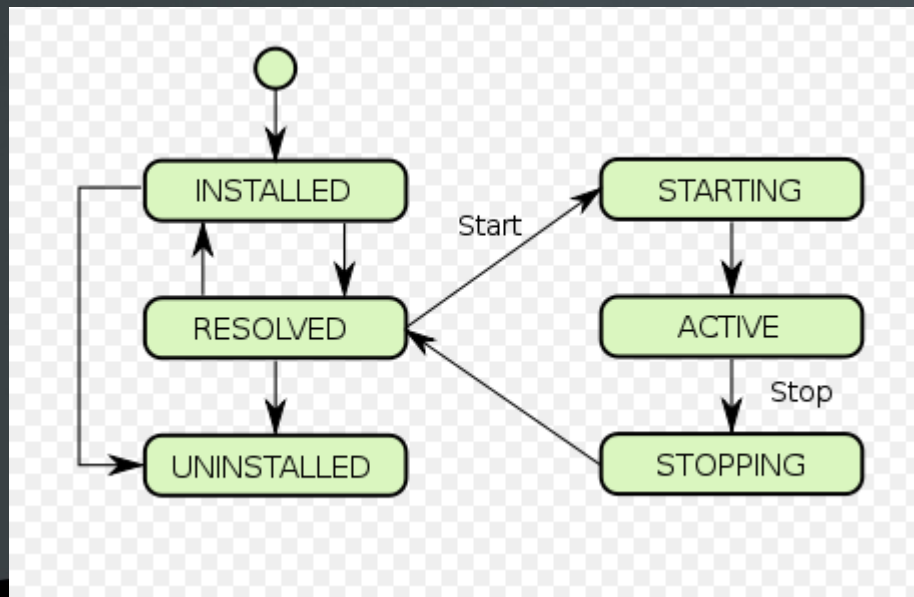 INSTALLED
STARTING
Start
RESOLVED
ACTIVE
Stop
UNINSTALLED
STOPPING